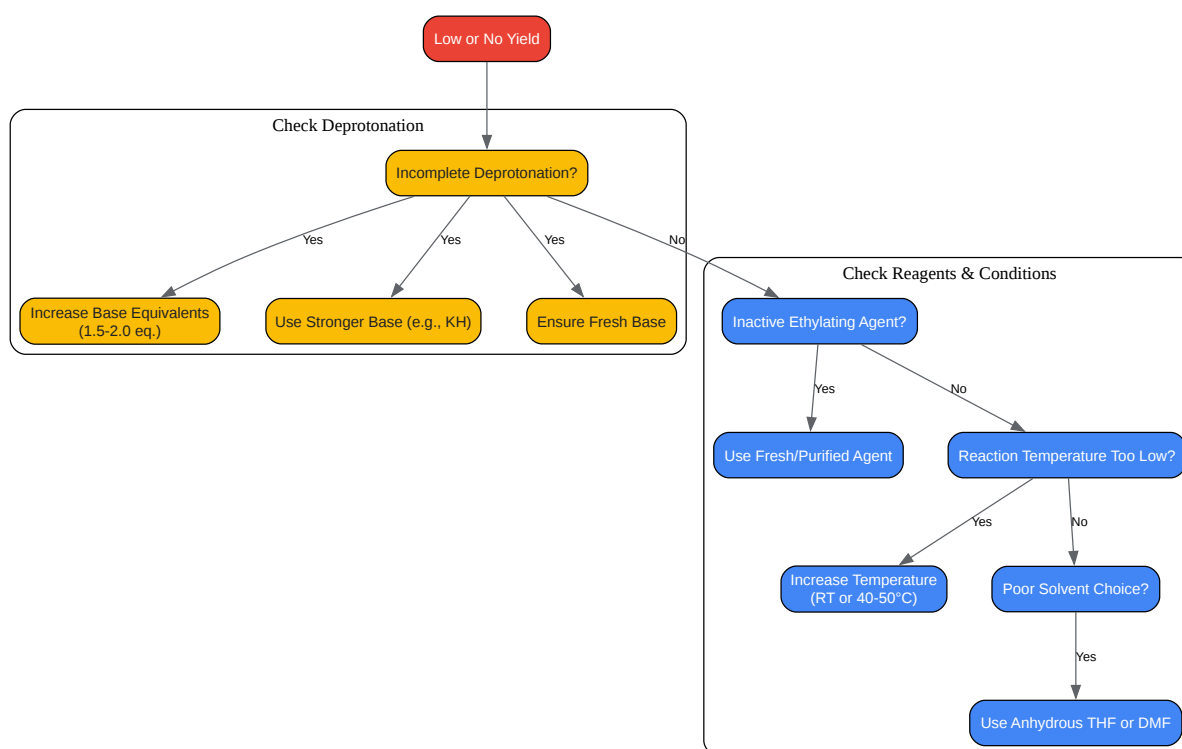 Low or No Yield
Check Deprotonation
Incomplete Deprotonation?
Yes
Yes
Yes
No
Increase Base Equivalents
(1.5-2.0 eq.)
Use Stronger Base (e.g., KH)
Ensure Fresh Base
Check Reagents & Conditions
Inactive Ethylating Agent?
Yes
No
Use Fresh/Purified Agent
Reaction Temperature Too Low?
Yes
No
Increase Temperature
(RT or 40-50°C)
Poor Solvent Choice?
Yes
Use Anhydrous THF or DMF